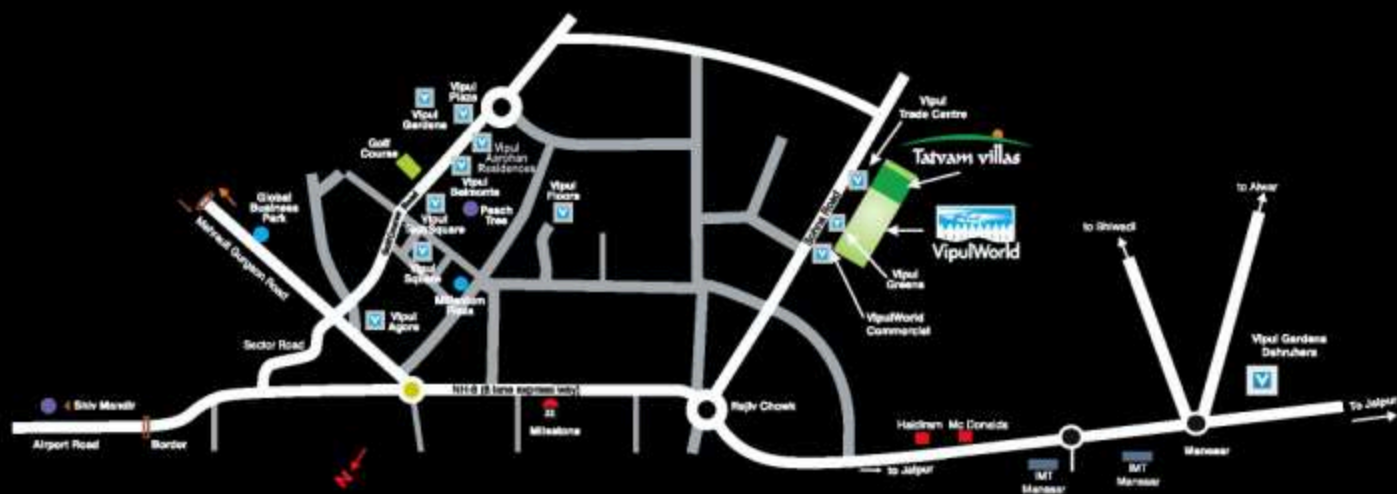 Vipul
Plaza
Vipul
Gardens
Golf
Course
Vipul
Aarohan
Residences
Vipul
Belmonte
Vipul
Floors
Peach
Tree
Vipul
Square
Vipul
Square
Global
Business
Park
Mehrauli Gurgaon Road
Millenium
Plaza
Vipul
Agora
Sector Road
Vipul
Trade Centre
Tatvam villas
Sohna Road
VipulWorld
Vipul
Greens
VipulWorld
Commercial
to Bhiwadi
to Alwar
Vipul Gardens
Daruhera
NH-8 (8 lane express way)
Shiv Mandir
Airport Road
Border
Milestone
Rajiv Chowk
Haldiram
Mc Donalds
to Jaipur
IMT
Manesar
IMT
Manesar
Manesar
To Jaipur
N